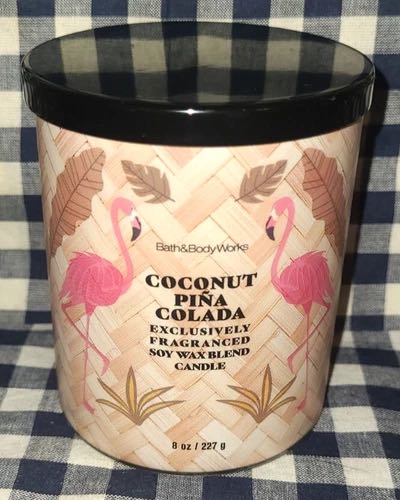 Bath&BodyWorks
COCONUT
PIÑA
COLADA
EXCLUSIVELY
FRAGRANCED
SOY WAX BLEND
CANDLE
8 oz / 227 g